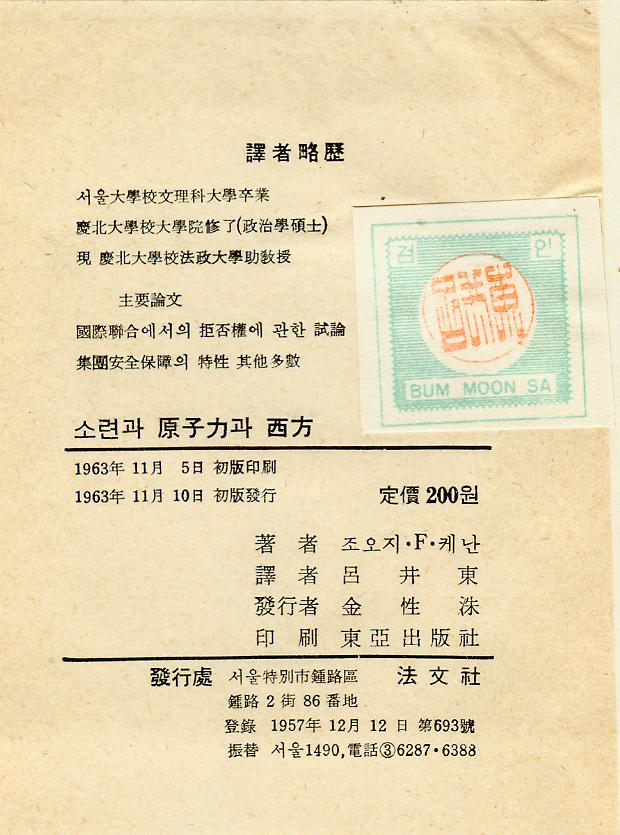 譯者略歷
서울大學校文理科大學卒業
慶北大學校大學院修了(政治學碩士)
現 慶北大學校法政大學助敎授
主要論文
國際聯合에서의 拒否權에 관한 試論
集團安全保障의 特性 其他多數
검 인
BUM MOON SA
소련과 原子力과 西方
1963年 11月 5日 初版印刷
1963年 11月 10日 初版發行
定價 200원
著者 조오지·F·케난
譯者 呂井東
發行者 金性洙
印刷 東亞出版社
發行處 서울特別市鍾路區 法文社
鍾路 2 街 86 番地
登錄 1957年 12月 12日 第693號
振替 서울1490,電話③6287·6388